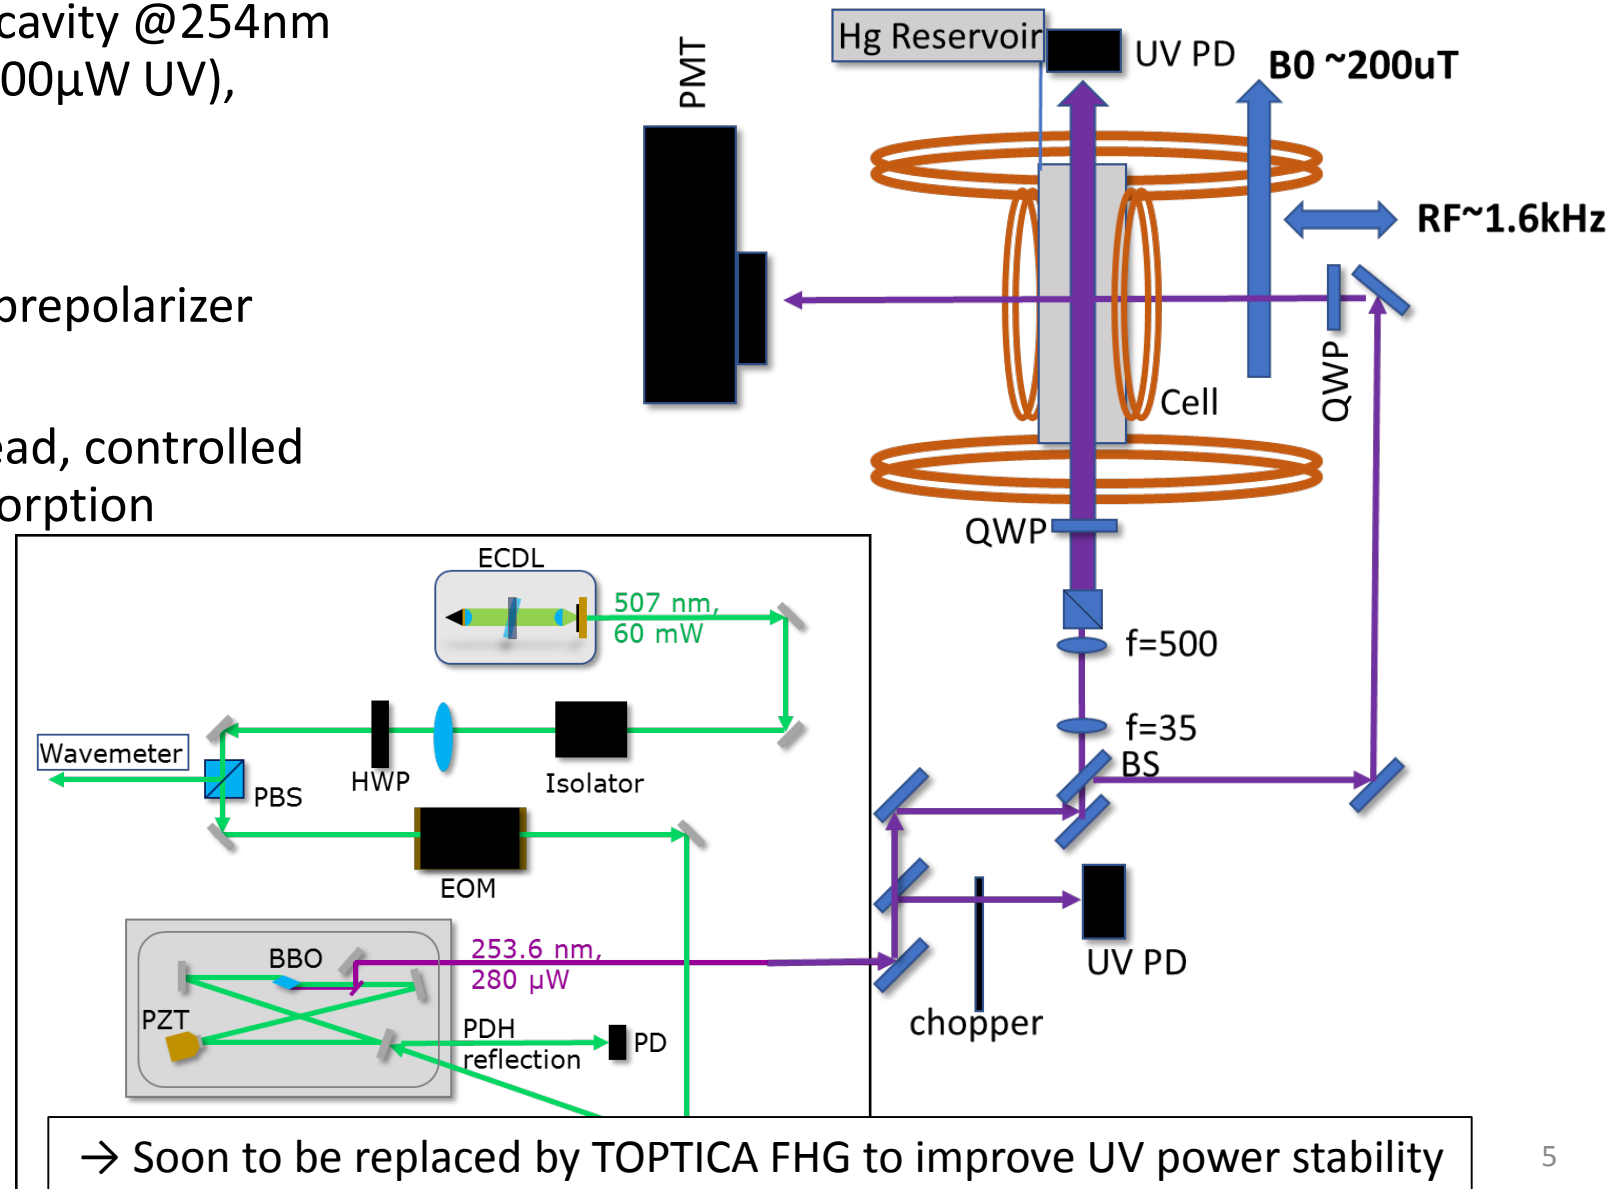 cavity @254nm
00µW UV),
prepolarizer
ead, controlled
orption
Hg Reservoir
UV PD
B0 ~200uT
PMT
RF~1.6kHz
QWP
Cell
QWP
f=500
f=35
BS
UV PD
chopper
ECDL
507 nm,
60 mW
Wavemeter
PBS
HWP
Isolator
EOM
BBO
253.6 nm,
280 µW
PZT
PDH
reflection
PD
→ Soon to be replaced by TOPTICA FHG to improve UV power stability
5